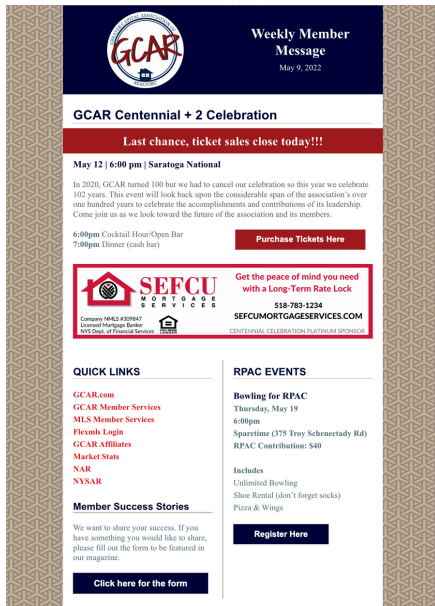 GREATER CAPITAL ASSOCIATION OF
GCAR
REALTORS
Weekly Member
Message
May 9, 2022
GCAR Centennial + 2 Celebration
Last chance, ticket sales close today!!!
May 12 | 6:00 pm | Saratoga National
In 2020, GCAR turned 100 but we had to cancel our celebration so this year we celebrate
102 years. This event will look back upon the considerable span of the association's over
one hundred years to celebrate the accomplishments and contributions of its leadership.
Come join us as we look toward the future of the association and its members.
6:00pm Cocktail Hour/Open Bar
7:00pm Dinner (cash bar)
Purchase Tickets Here
SEFCU
MORTGAGE
SERVICES
Company NMLS #309847
Licensed Mortgage Banker
NYS Dept. of Financial Services
Get the peace of mind you need
with a Long-Term Rate Lock
518-783-1234
SEFCUMORTGAGESERVICES.COM
CENTENNIAL CELEBRATION PLATINUM SPONSOR
QUICK LINKS
GCAR.com
GCAR Member Services
MLS Member Services
Flexmls Login
GCAR Affiliates
Market Stats
NAR
NYSAR
Member Success Stories
We want to share your success. If you
have something you would like to share,
please fill out the form to be featured in
our magazine.
Click here for the form
RPAC EVENTS
Bowling for RPAC
Thursday, May 19
6:00pm
Sparetime (375 Troy Schenectady Rd)
RPAC Contribution: $40
Includes
Unlimited Bowling
Shoe Rental (don't forget socks)
Pizza & Wings
Register Here